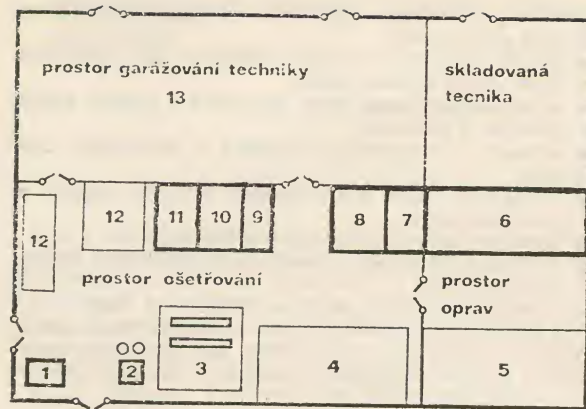 prostor garážování techniky
13
skladovaná
tecnika
12
12
11
10
9
8
7
6
prostor ošetřování
prostor
oprav
1
2
3
4
5